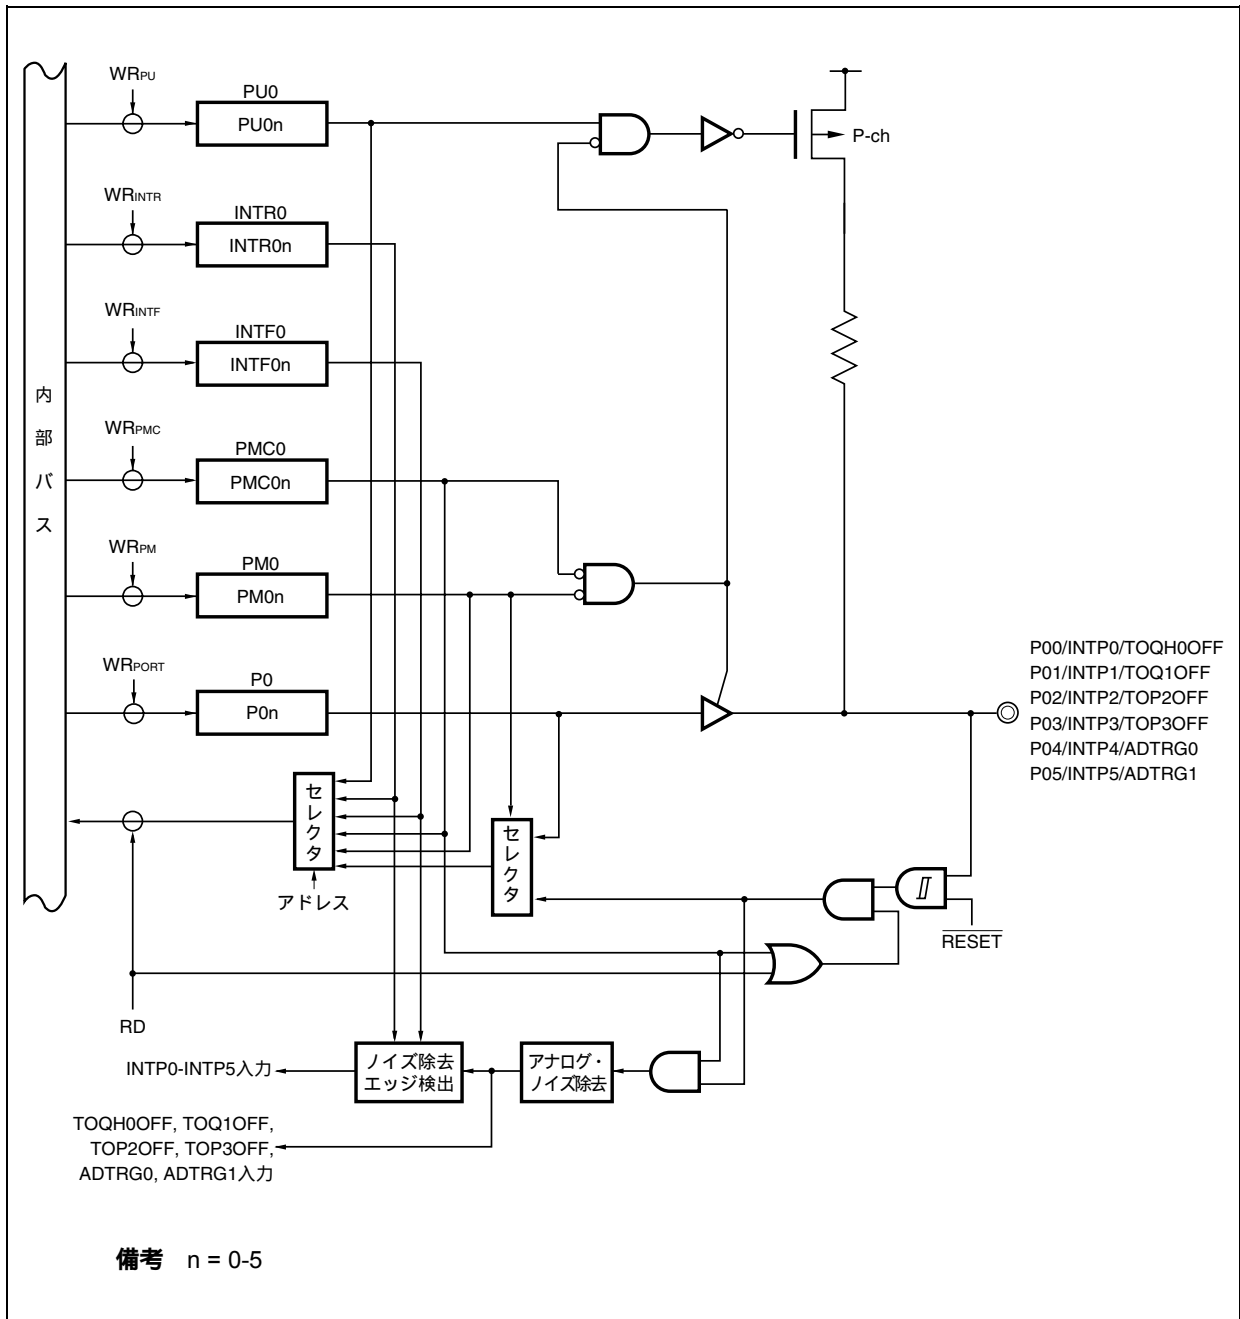 内部バス
WRPU
PU0
PU0n
P-ch
WRINTR
INTR0
INTR0n
WRINTF
INTF0
INTF0n
WRPMC
PMC0
PMC0n
WRPM
PM0
PM0n
WRPORT
P0
P0n
P00/INTP0/TOQH0OFF
P01/INTP1/TOQ1OFF
P02/INTP2/TOP2OFF
P03/INTP3/TOP3OFF
P04/INTP4/ADTRG0
P05/INTP5/ADTRG1
セレクタ
セレクタ
アドレス
RESET
RD
INTP0-INTP5入力
ノイズ除去
エッジ検出
アナログ・
ノイズ除去
TOQH0OFF, TOQ1OFF,
TOP2OFF, TOP3OFF,
ADTRG0, ADTRG1入力
備考 n = 0-5